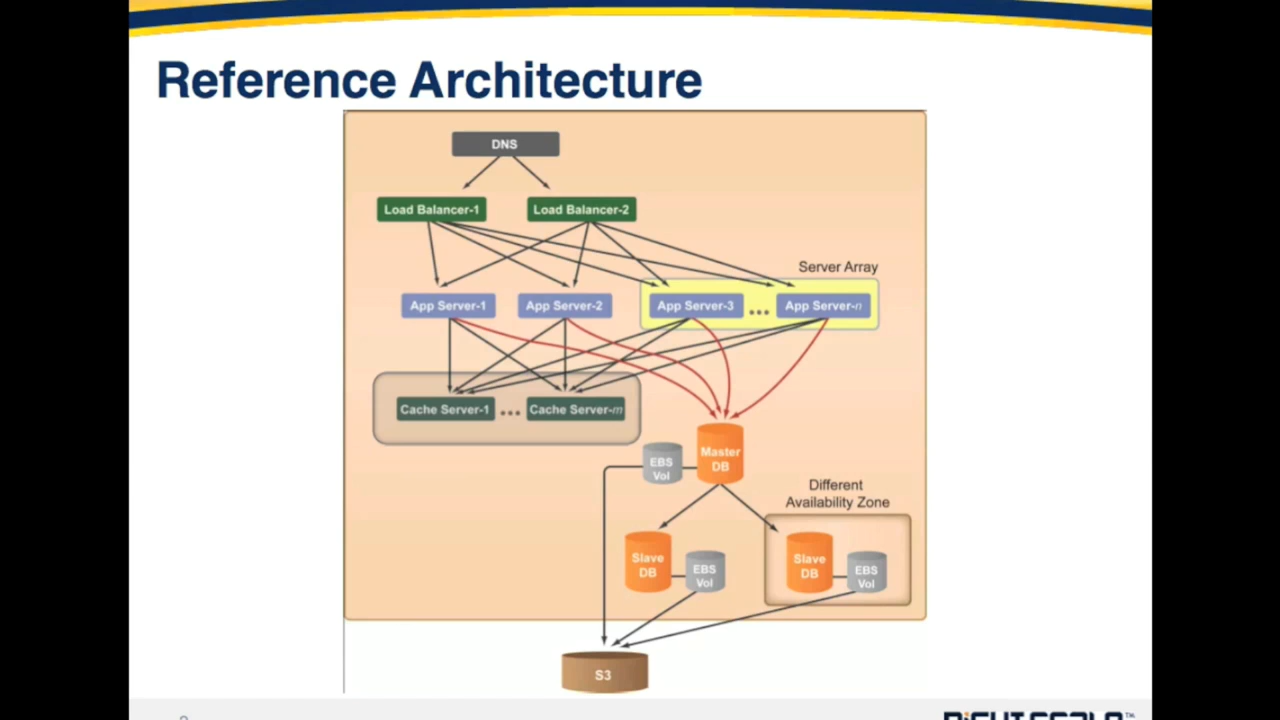 Reference Architecture
DNS
Load Balancer-1
Load Balancer-2
Server Array
App Server-1
App Server-2
App Server-3
...
App Server-n
Cache Server-1
...
Cache Server-m
Master
DB
EBS
Vol
Different
Availability Zone
Slave
DB
EBS
Vol
Slave
DB
EBS
Vol
S3